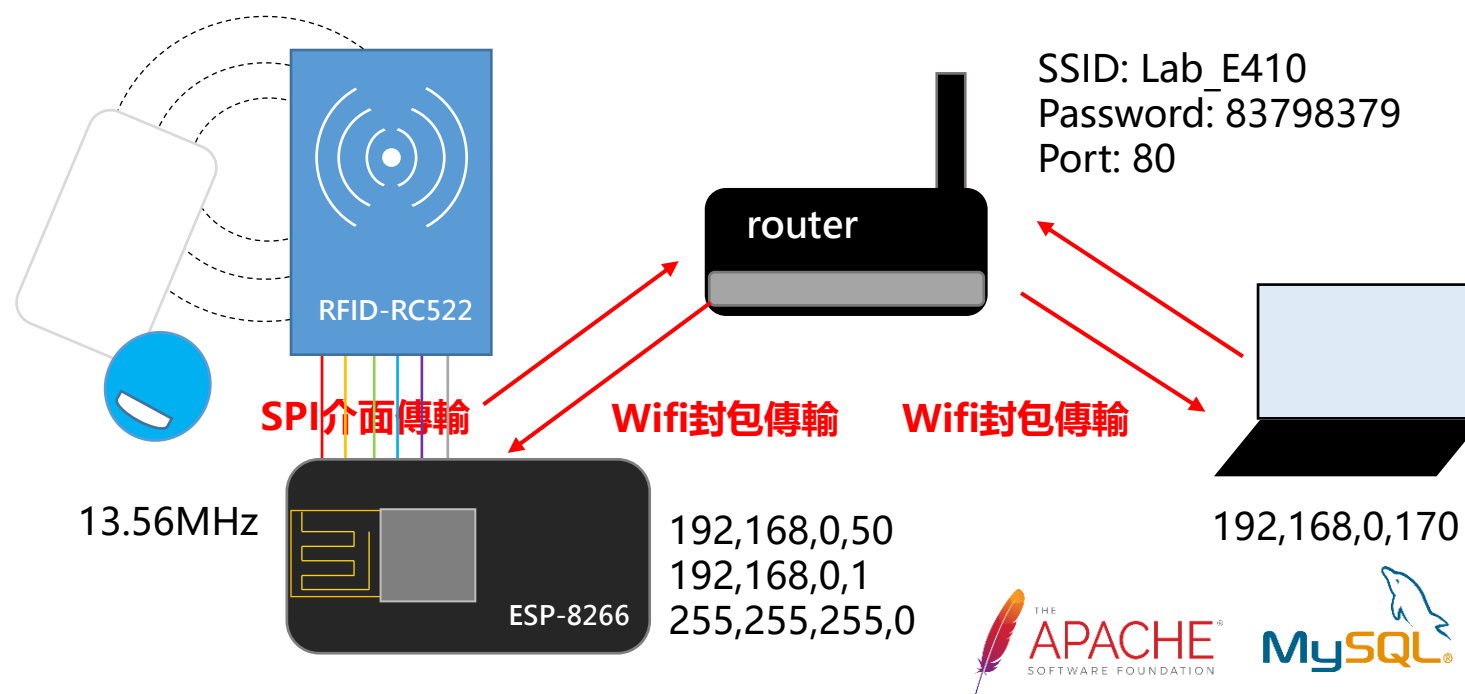 SSID: Lab_E410
Password: 83798379
Port: 80
router
RFID-RC522
SPI介面傳輸
Wifi封包傳輸
Wifi封包傳輸
13.56MHz
192,168,0,50
192,168,0,1
255,255,255,0
ESP-8266
192,168,0,170
THE
APACHE®
SOFTWARE FOUNDATION
MySQL®